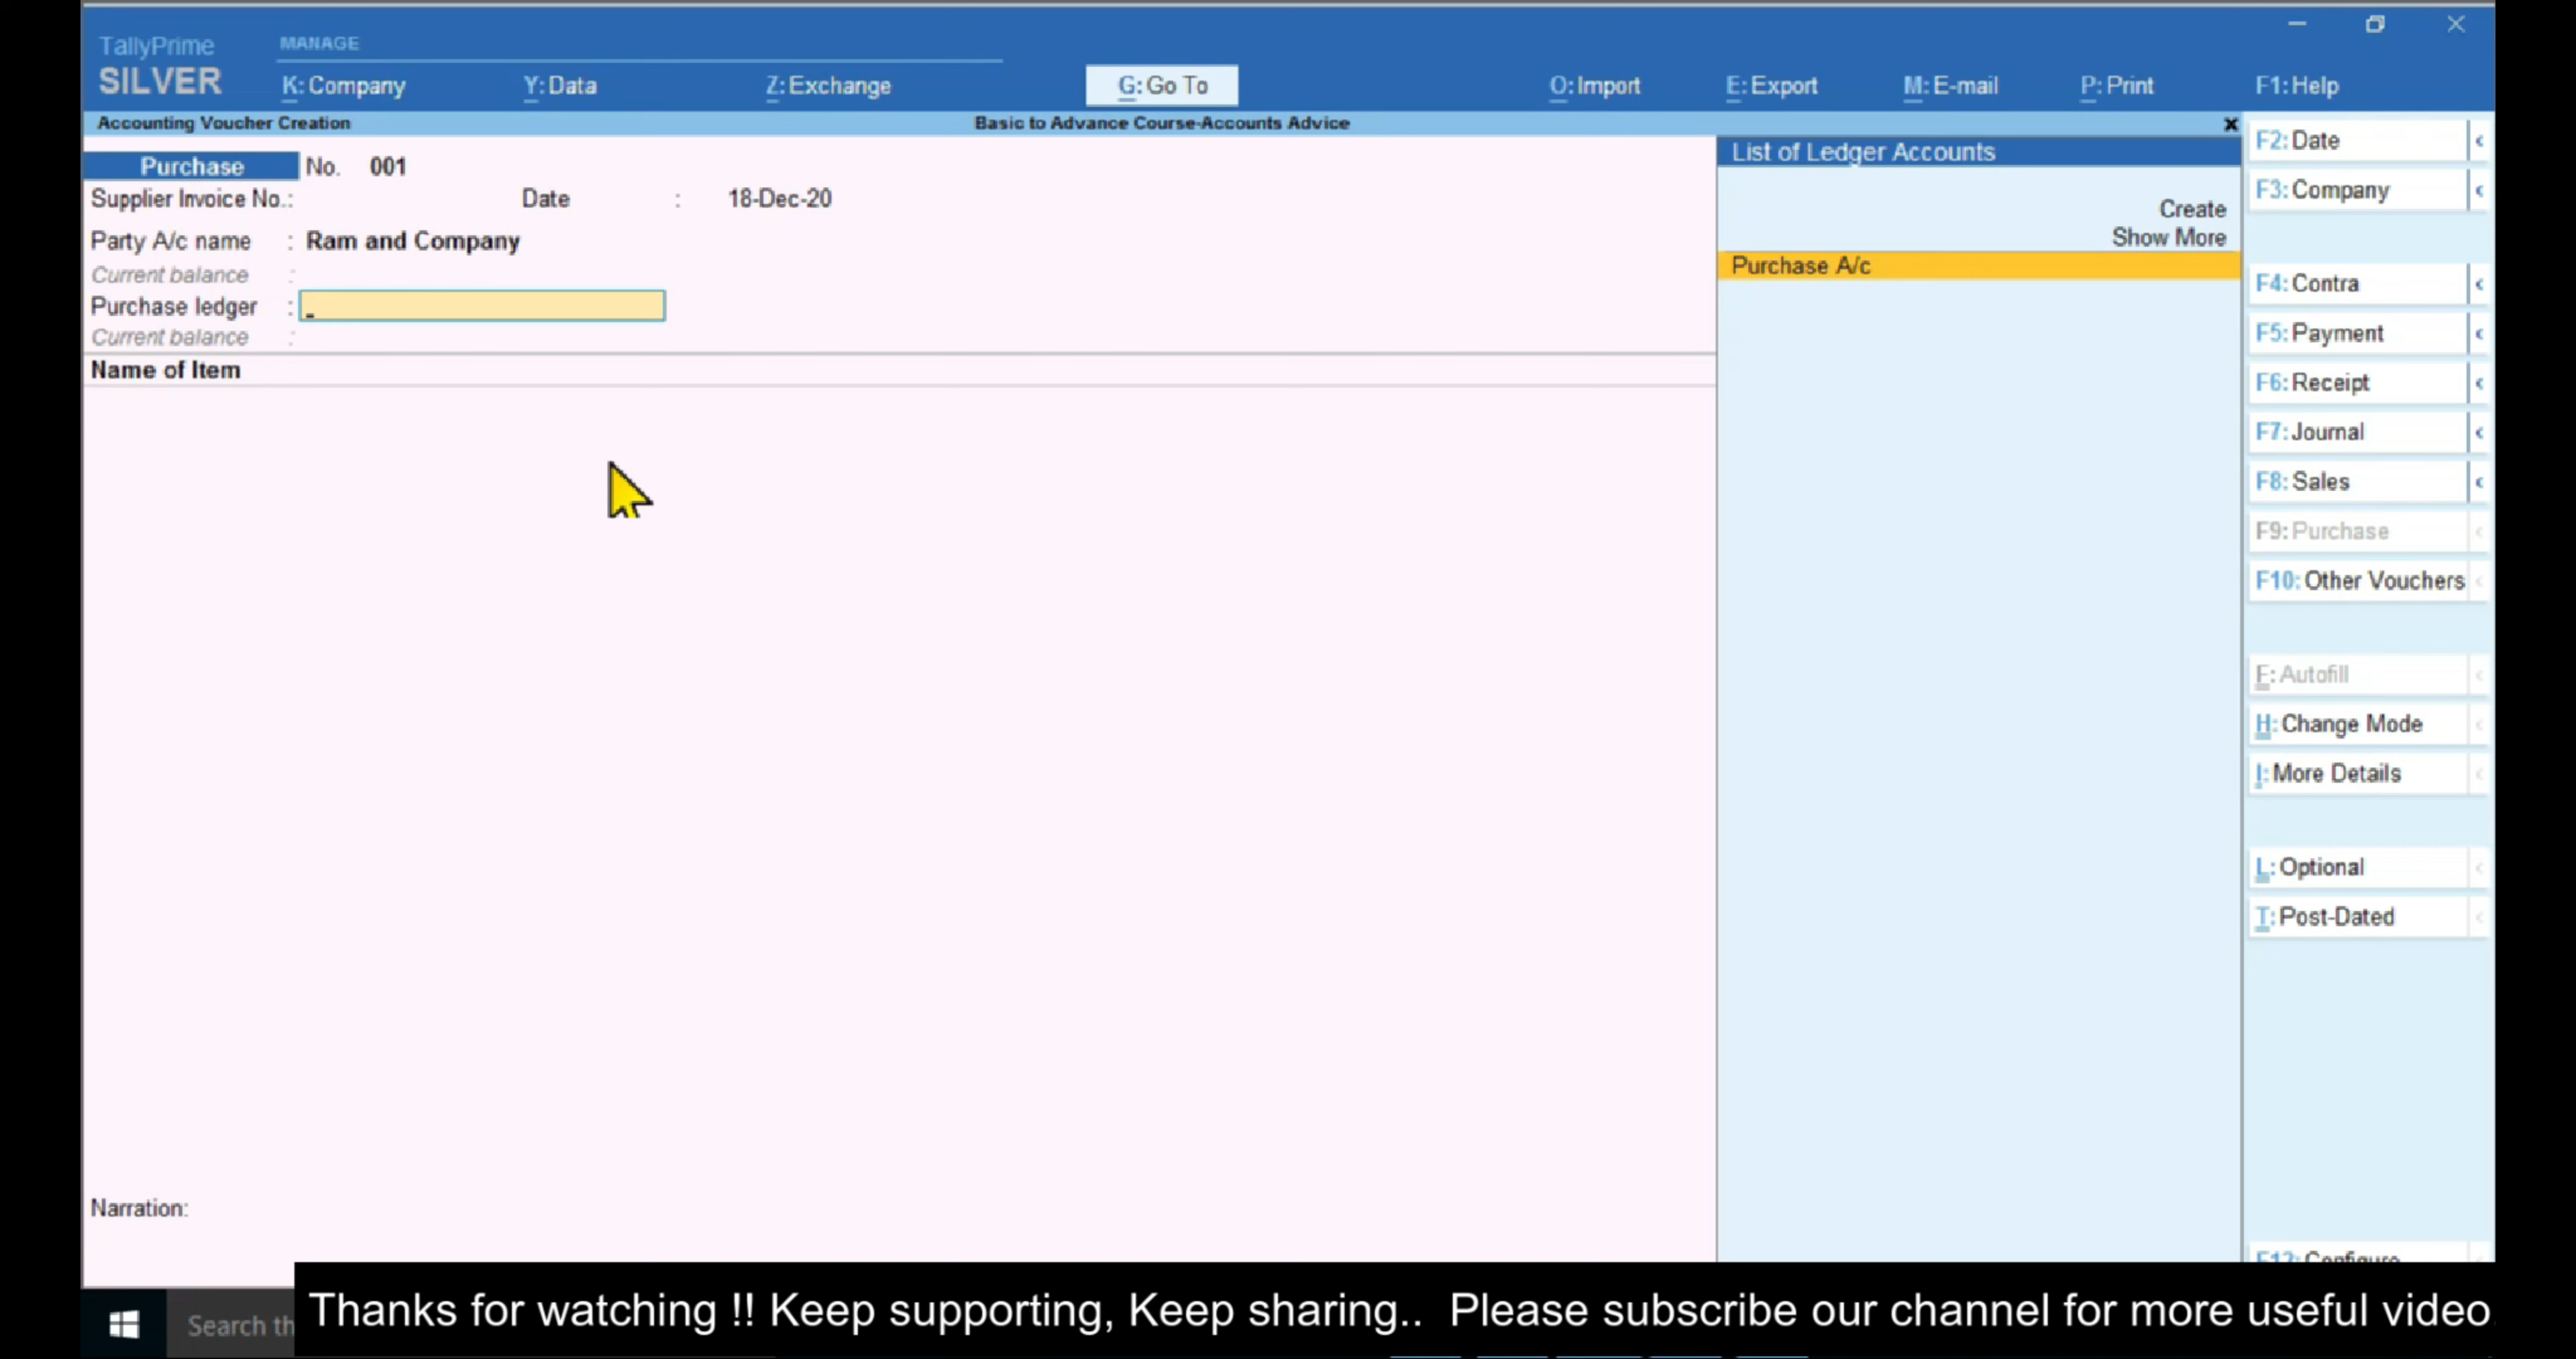 TallyPrime
SILVER
MANAGE
K: Company
Y: Data
Z: Exchange
G: Go To
O: Import
E: Export
M: E-mail
P: Print
F1: Help
Accounting Voucher Creation
Basic to Advance Course-Accounts Advice
Purchase No. 001
Supplier Invoice No.: Date : 18-Dec-20
Party A/c name : Ram and Company
Current balance :
Purchase ledger :
Current balance :
Name of Item
Narration:
List of Ledger Accounts
Create
Show More
Purchase A/c
F2: Date
F3: Company
F4: Contra
F5: Payment
F6: Receipt
F7: Journal
F8: Sales
F9: Purchase
F10: Other Vouchers
F: Autofill
H: Change Mode
I: More Details
L: Optional
T: Post-Dated
F12: Configure
Search th
Thanks for watching !! Keep supporting, Keep sharing.. Please subscribe our channel for more useful video